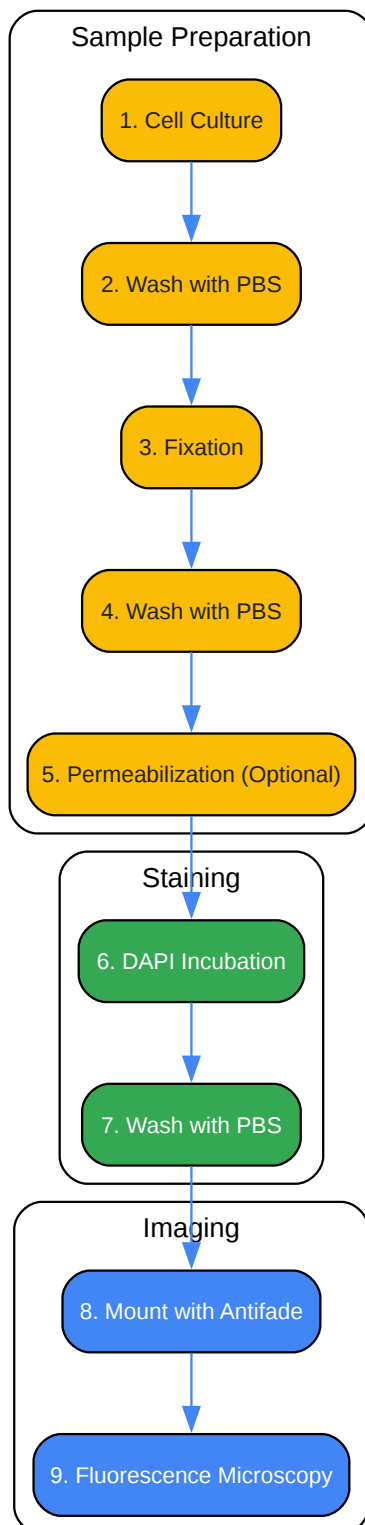 Sample Preparation
1. Cell Culture
2. Wash with PBS
3. Fixation
4. Wash with PBS
5. Permeabilization (Optional)
Staining
6. DAPI Incubation
7. Wash with PBS
Imaging
8. Mount with Antifade
9. Fluorescence Microscopy